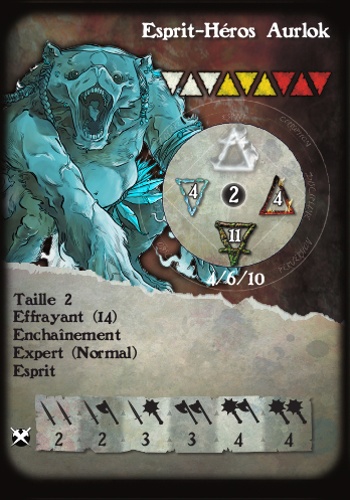 Esprit-Héros Aurlok
4
2
4
11
4/6/10
Taille 2
Effrayant (14)
Enchaînement
Expert (Normal)
Esprit
2 2 3 3 4 4